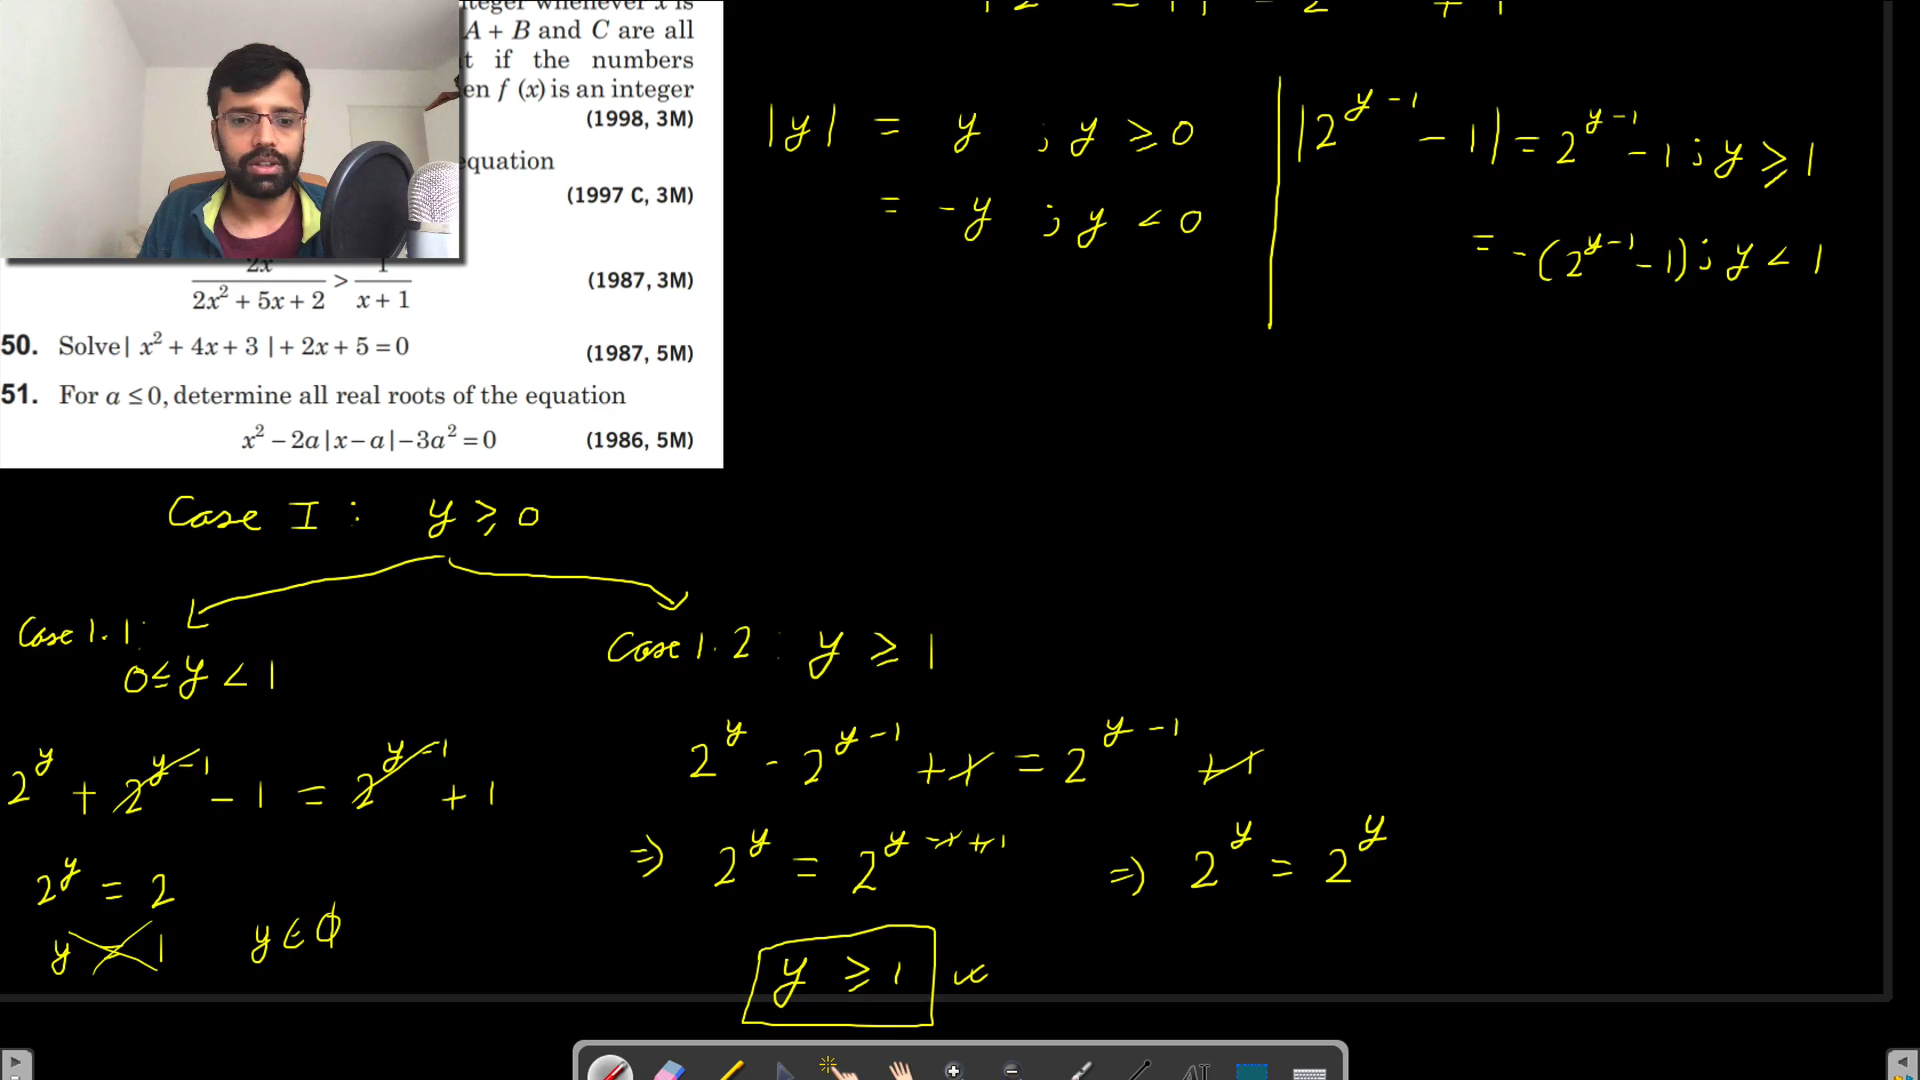 teger whenever x is
A + B and C are all
t if the numbers
en f (x) is an integer
(1998, 3M)
equation
(1997 C, 3M)
2x / 2x² + 5x + 2 > 1 / x + 1 (1987, 3M)
50. Solve | x² + 4x + 3 | + 2x + 5 = 0 (1987, 5M)
51. For a ≤ 0, determine all real roots of the equation
x² − 2a | x − a | − 3a² = 0 (1986, 5M)
|y| = y ; y ≥ 0
= -y ; y < 0
|2^{y-1} - 1| = 2^{y-1} - 1 ; y ≥ 1
= -(2^{y-1} - 1) ; y < 1
Case I : y ≥ 0
Case 1.1:
0 ≤ y < 1
2^y + 2^{y-1} - 1 = 2^{y-1} + 1
2^y = 2
y = 1 y ∈ ϕ
Case 1.2 : y ≥ 1
2^y - 2^{y-1} + 1 = 2^{y-1} + 1
⇒ 2^y = 2^{y-1+1} ⇒ 2^y = 2^y
y ≥ 1